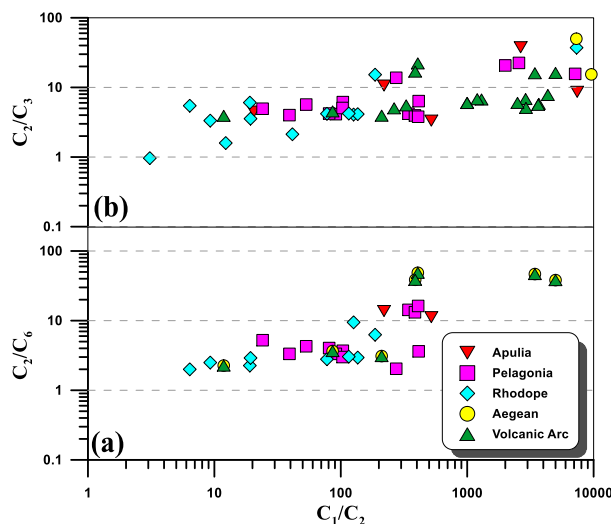 100
10
1
0.1
C2/C3
(b)
100
10
1
0.1
C2/C6
(a)
Apulia
Pelagonia
Rhodope
Aegean
Volcanic Arc
1
10
100
1000
10000
C1/C2